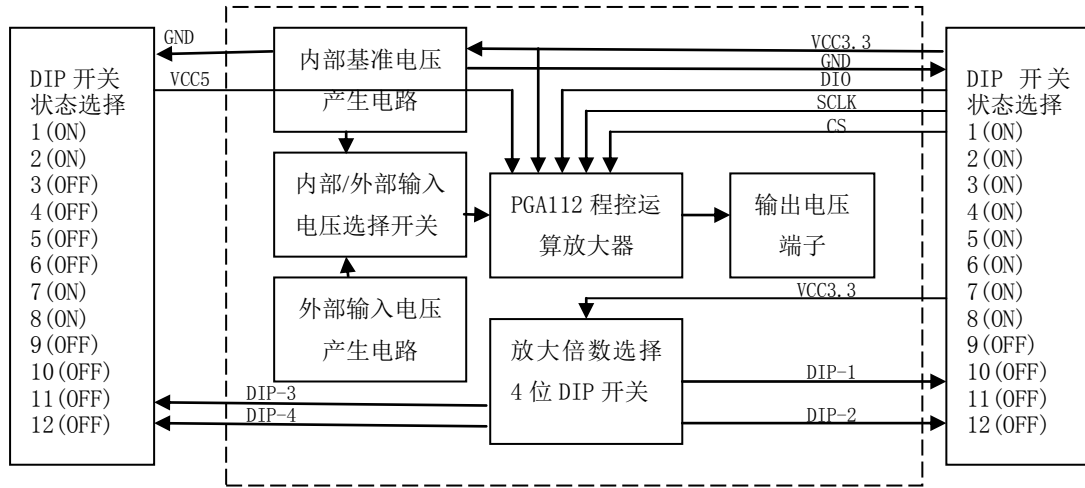 DIP 开关
状态选择
1(ON)
2(ON)
3(OFF)
4(OFF)
5(OFF)
6(OFF)
7(ON)
8(ON)
9(OFF)
10(OFF)
11(OFF)
12(OFF)
GND
VCC5
内部基准电压
产生电路
内部/外部输入
电压选择开关
外部输入电压
产生电路
PGA112 程控运
算放大器
输出电压
端子
放大倍数选择
4 位 DIP 开关
VCC3.3
GND
DIO
SCLK
CS
VCC3.3
DIP-1
DIP-2
DIP-3
DIP-4
DIP 开关
状态选择
1(ON)
2(ON)
3(ON)
4(ON)
5(ON)
6(ON)
7(ON)
8(ON)
9(OFF)
10(OFF)
11(OFF)
12(OFF)